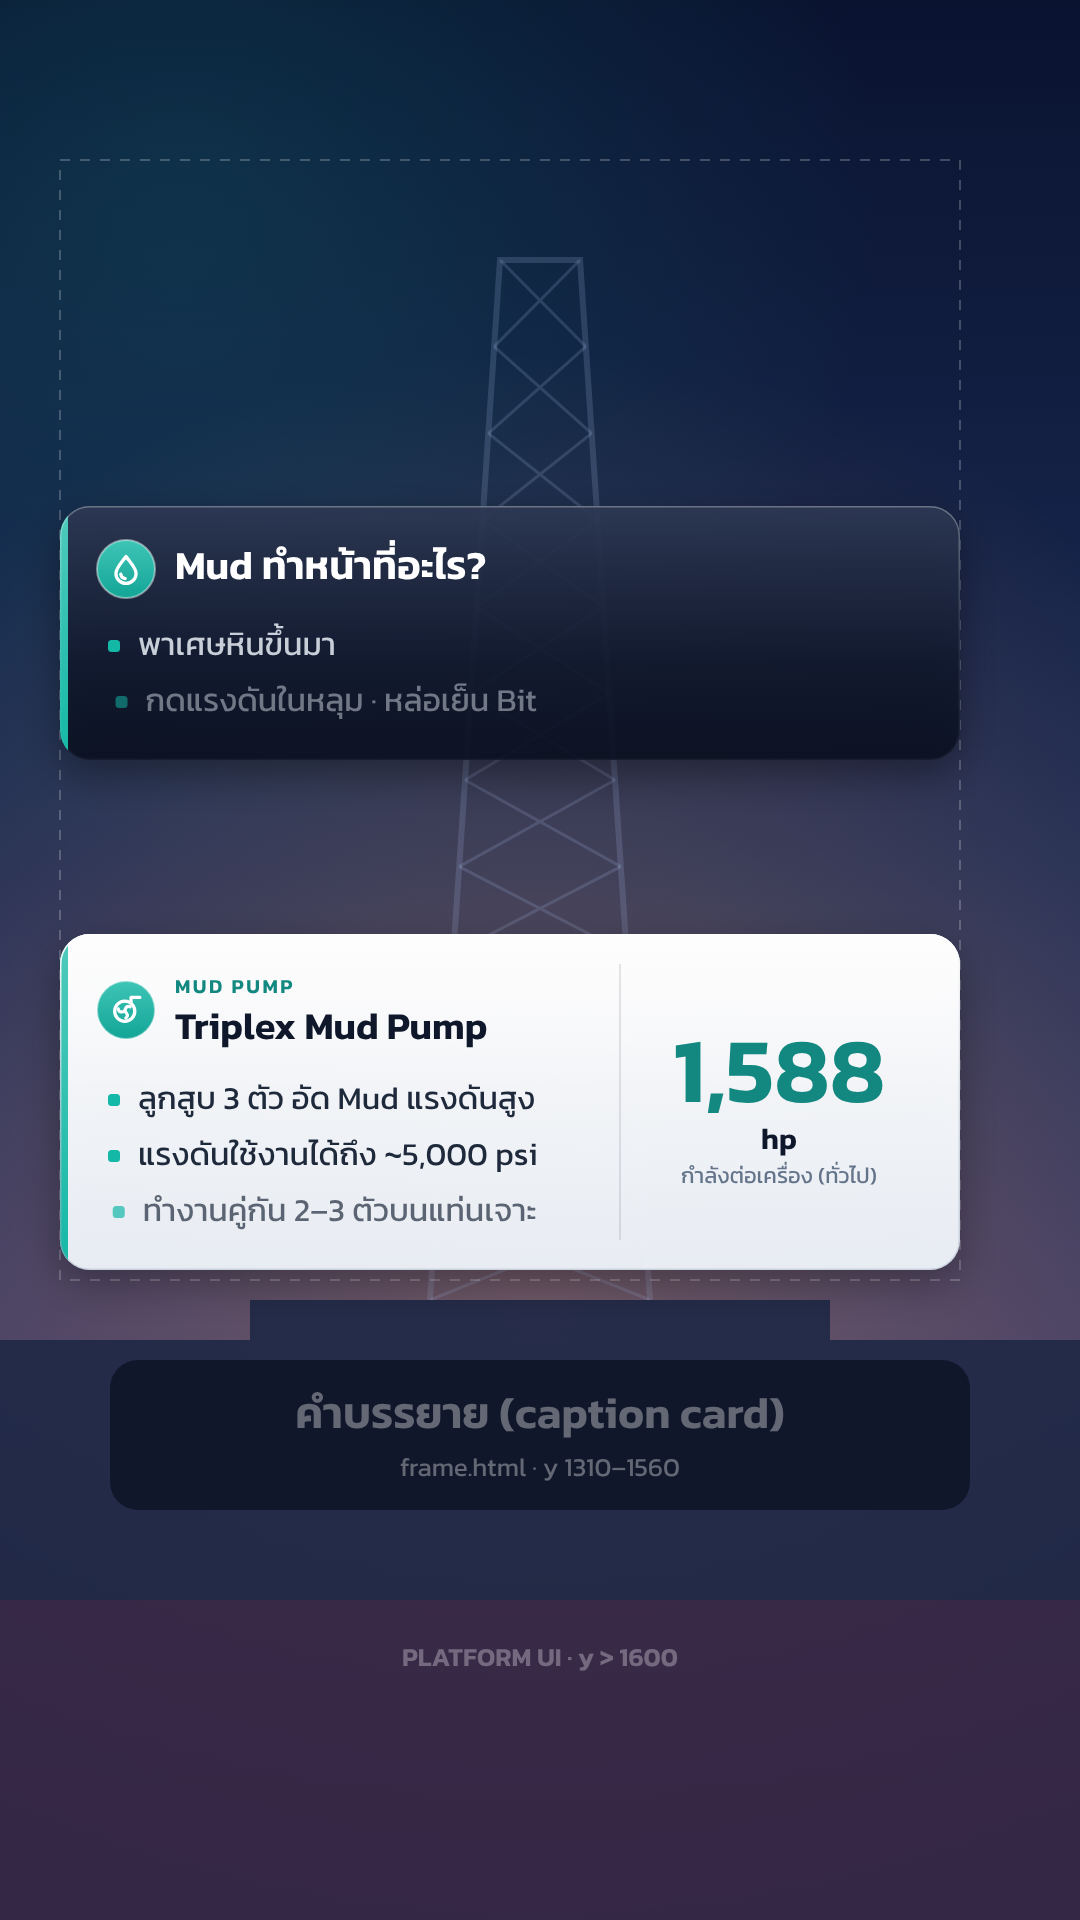 Mud ทำหน้าที่อะไร?
พาเศษหินขึ้นมา
กดแรงดันในหลุม · หล่อเย็น Bit
MUD PUMP
Triplex Mud Pump
ลูกสูบ 3 ตัว อัด Mud แรงดันสูง
แรงดันใช้งานได้ถึง ~5,000 psi
ทำงานคู่กัน 2–3 ตัวบนแท่นเจาะ
1,588
hp
กำลังต่อเครื่อง (ทั่วไป)
คำบรรยาย (caption card)
frame.html · y 1310–1560
PLATFORM UI · y > 1600